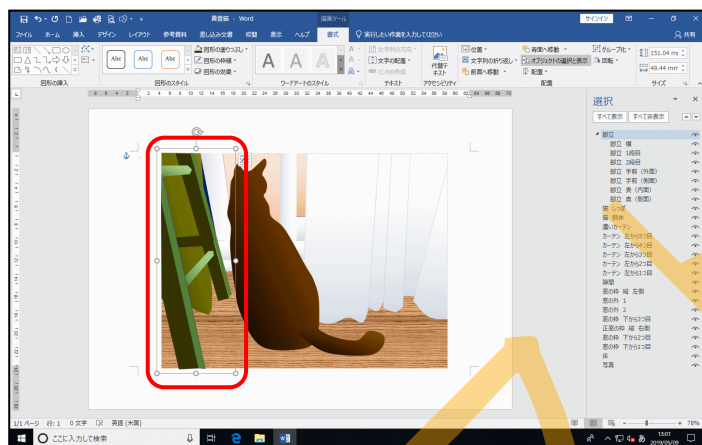 黄昏猫 - Word
描画ツール
サインイン
ファイル ホーム 挿入 デザイン レイアウト 参考資料 差し込み文書 校閲 表示 ヘルプ 書式 実行したい作業を入力してください 共有
Abc Abc Abc
図形の塗りつぶし
図形の枠線
図形の効果
A A A
文字列の方向
文字の配置
リンクの作成
代替テキスト
位置
文字列の折り返し
前面へ移動
背面へ移動
オブジェクトの選択と表示
配置
グループ化
回転
151.04 mm
49.44 mm
図形の挿入 図形のスタイル ワードアートのスタイル テキスト アクセシビリティ 配置 サイズ
選択
すべて表示 すべて非表示
脚立
脚立 横
脚立 1段目
脚立 2段目
脚立 手前 (外面)
脚立 手前 (側面)
脚立 奥 (内面)
脚立 奥 (側面)
猫 しっぽ
猫 胴体
濃いカーテン
カーテン 左から5つ目
カーテン 左から4つ目
カーテン 左から3つ目
カーテン 左から2つ目
カーテン 左から1つ目
隙間
窓の枠 縦 左側
窓の外 1
窓の外 2
窓の枠 下から3つ目
正窓の枠 縦 右側
窓の枠 下から2つ目
窓の枠 下から1つ目
床
写真
1/1 ページ 行: 1 0 文字 英語 (米国)
78%
ここに入力して検索
あ
13:01
2019/05/09